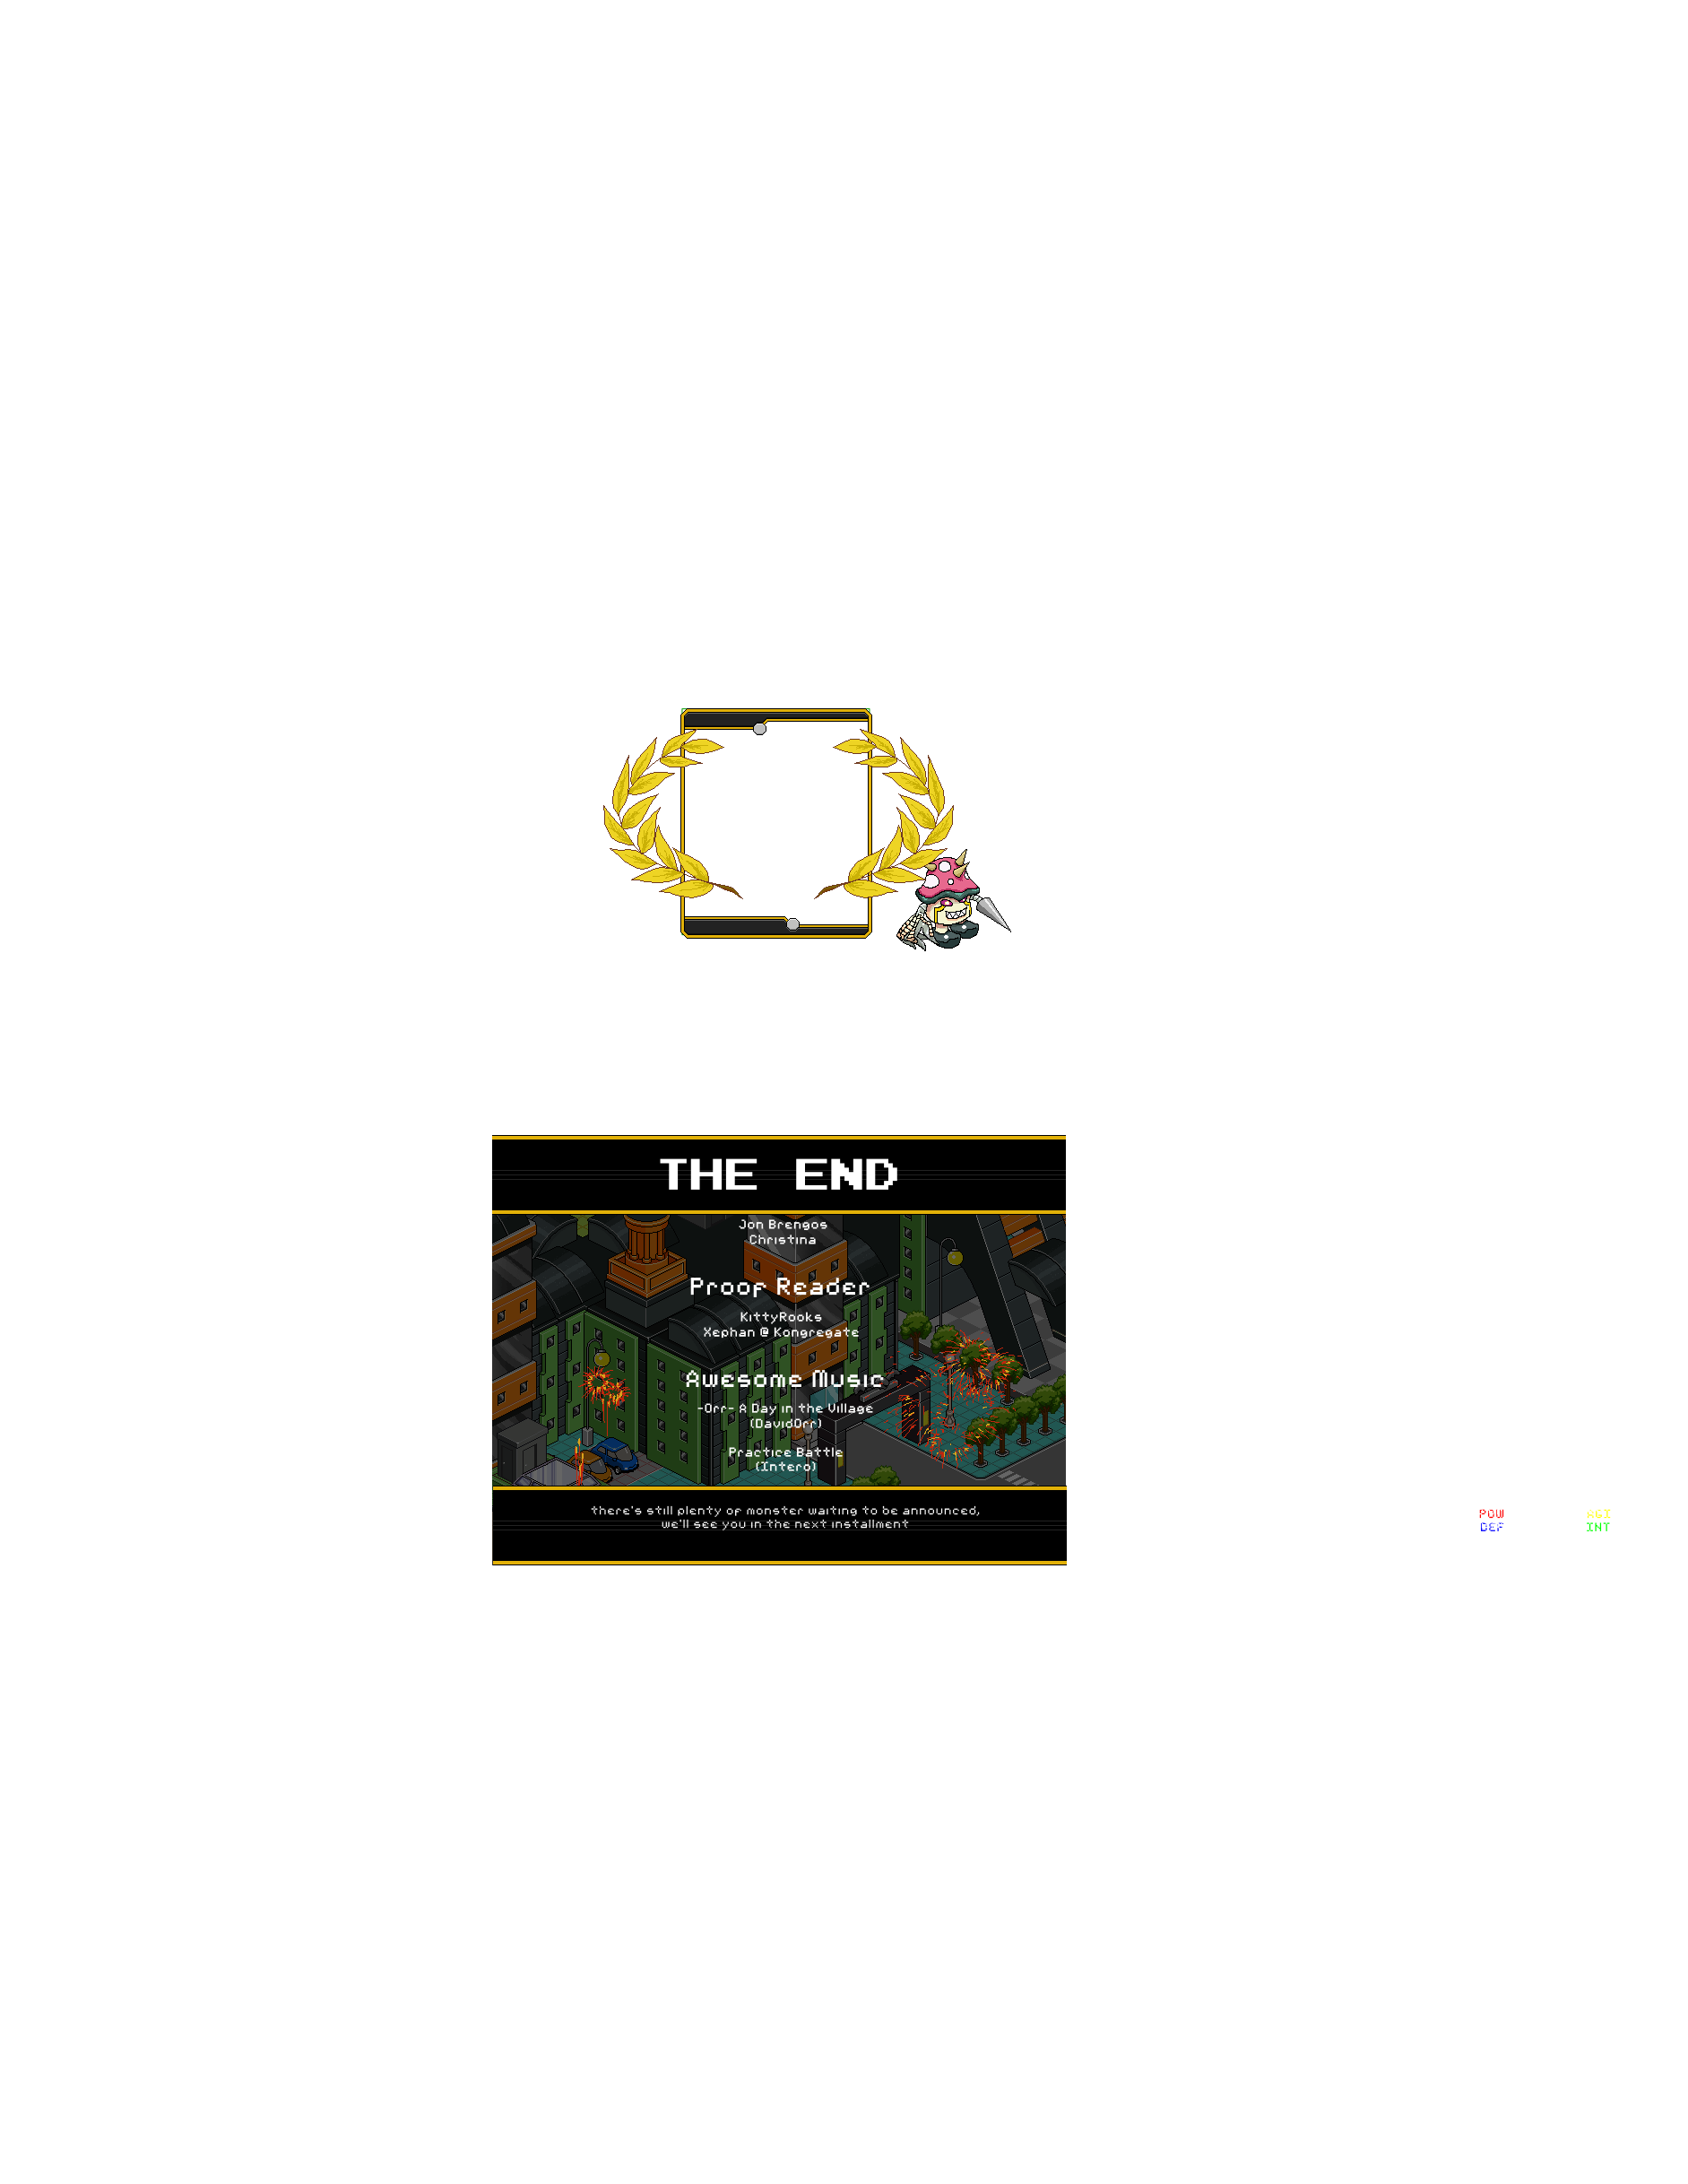 THE END
Jon Brengos
Christina
Proof Reader
KittyRooks
Xephan @ Kongregate
Awesome Music
-Orr- A Day in the Village
(DavidOrr)
Practice Battle
(Intero)
there's still plenty of monster waiting to be announced,
we'll see you in the next installment
POW AGI
DEF INT